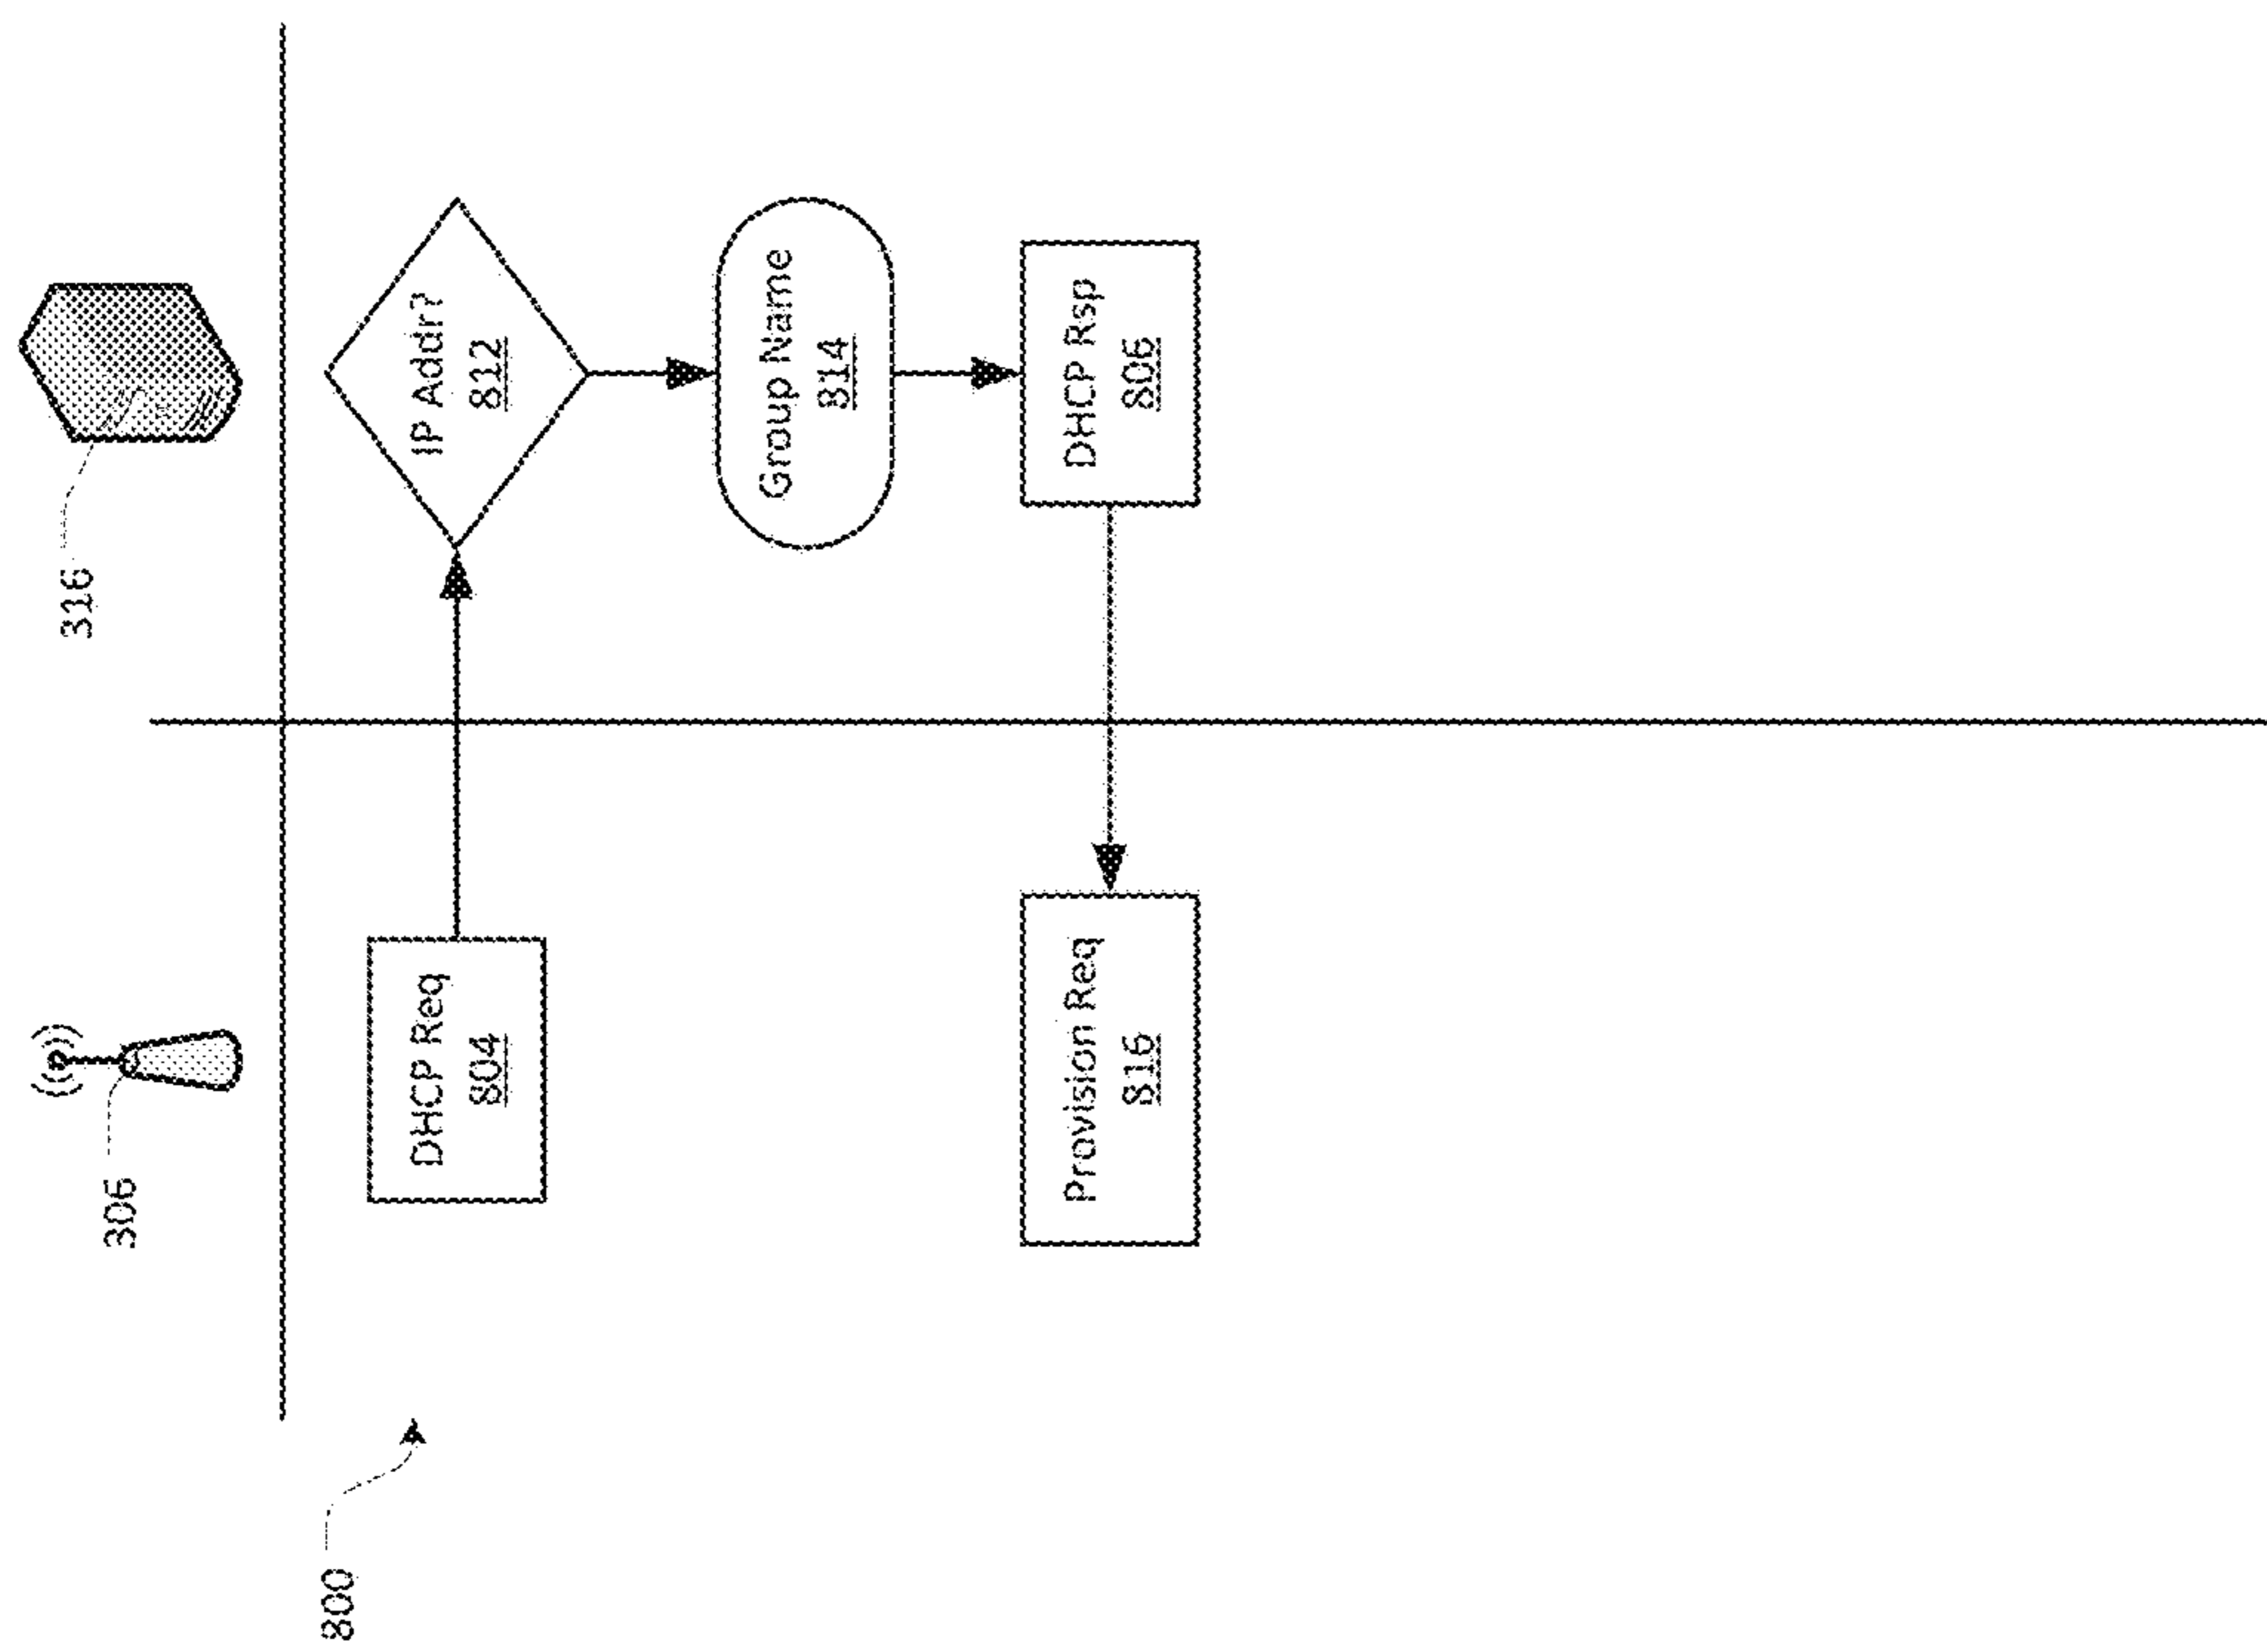 800
306
316
DHCP Req
804
IP Addr?
812
Group Name
814
Provision Req
816
DHCP Rsp
806